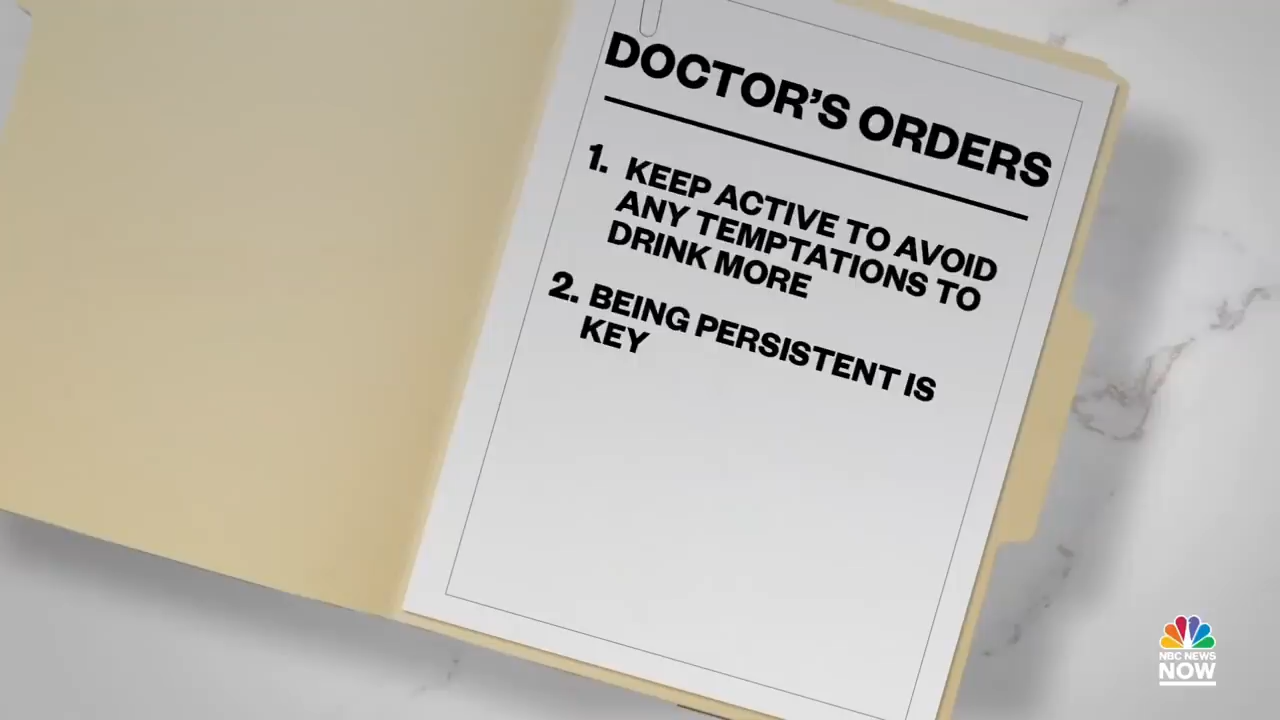 DOCTOR'S ORDERS
1. KEEP ACTIVE TO AVOID
ANY TEMPTATIONS TO
DRINK MORE
2. BEING PERSISTENT IS
KEY
NBC NEWS
NOW